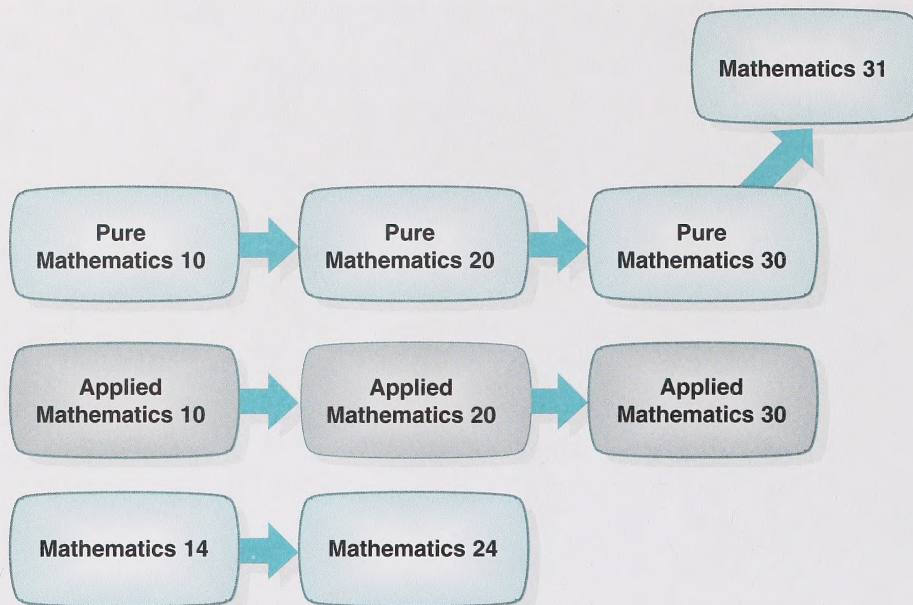 Mathematics 31
Pure
Mathematics 10
Pure
Mathematics 20
Pure
Mathematics 30
Applied
Mathematics 10
Applied
Mathematics 20
Applied
Mathematics 30
Mathematics 14
Mathematics 24